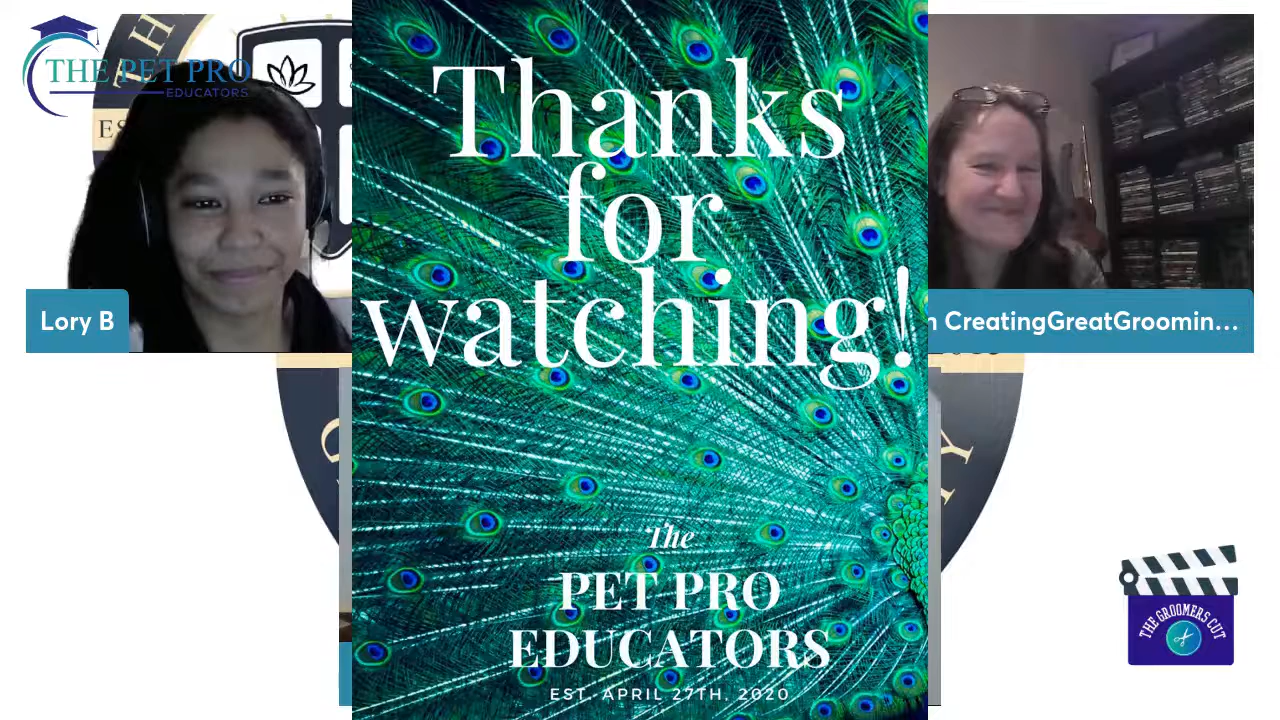 THE PET PRO
EDUCATORS
Thanks
for
watching!
Lory B
CreatingGreatGroomin...
The
PET PRO
EDUCATORS
EST. APRIL 27TH, 2020
THE GROOMERS CUT